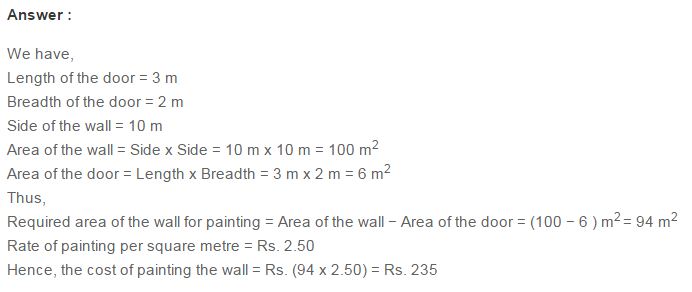 Answer :
We have,
Length of the door = 3 m
Breadth of the door = 2 m
Side of the wall = 10 m
Area of the wall = Side x Side = 10 m x 10 m = 100 m²
Area of the door = Length x Breadth = 3 m x 2 m = 6 m²
Thus,
Required area of the wall for painting = Area of the wall − Area of the door = (100 − 6 ) m² = 94 m²
Rate of painting per square metre = Rs. 2.50
Hence, the cost of painting the wall = Rs. (94 x 2.50) = Rs. 235